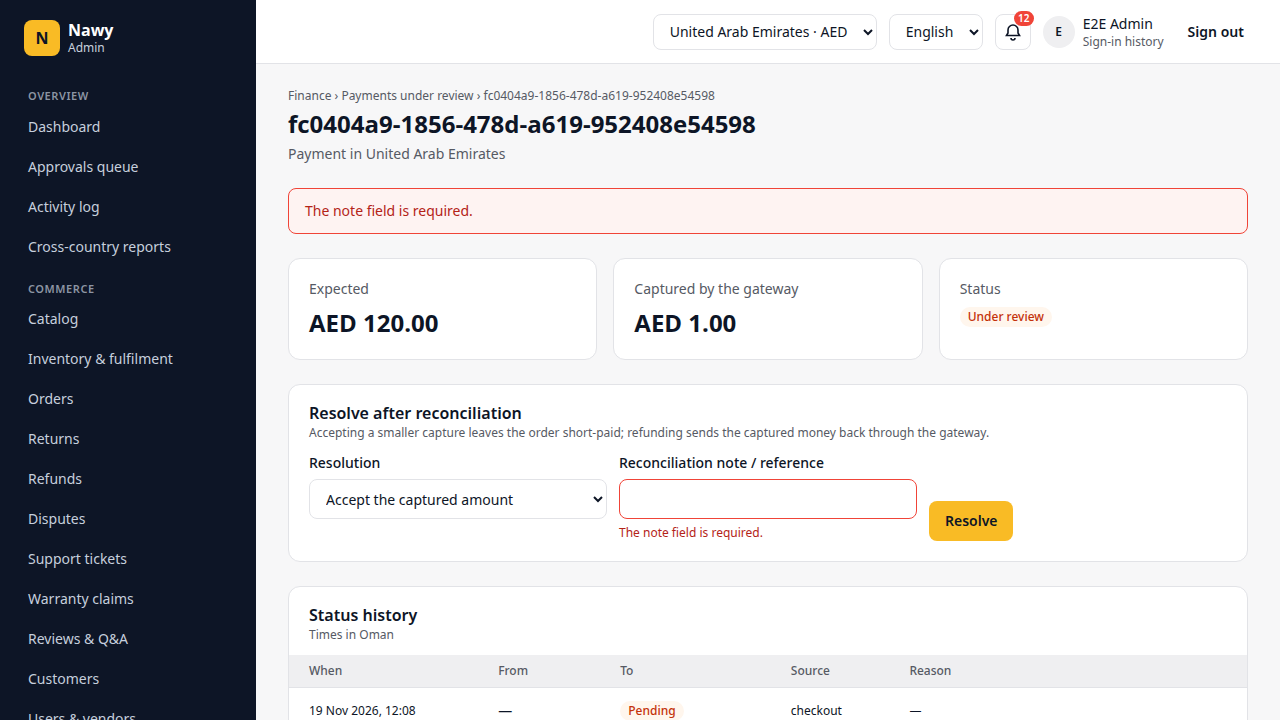 N Nawy
Admin
OVERVIEW
Dashboard
Approvals queue
Activity log
Cross-country reports
COMMERCE
Catalog
Inventory & fulfilment
Orders
Returns
Refunds
Disputes
Support tickets
Warranty claims
Reviews & Q&A
Customers
Users & vendors
United Arab Emirates · AED
English
12
E
E2E Admin
Sign-in history
Sign out
Finance › Payments under review › fc0404a9-1856-478d-a619-952408e54598
fc0404a9-1856-478d-a619-952408e54598
Payment in United Arab Emirates
The note field is required.
Expected
AED 120.00
Captured by the gateway
AED 1.00
Status
Under review
Resolve after reconciliation
Accepting a smaller capture leaves the order short-paid; refunding sends the captured money back through the gateway.
Resolution
Accept the captured amount
Reconciliation note / reference
The note field is required.
Resolve
Status history
Times in Oman
When From To Source Reason
19 Nov 2026, 12:08 — Pending checkout —